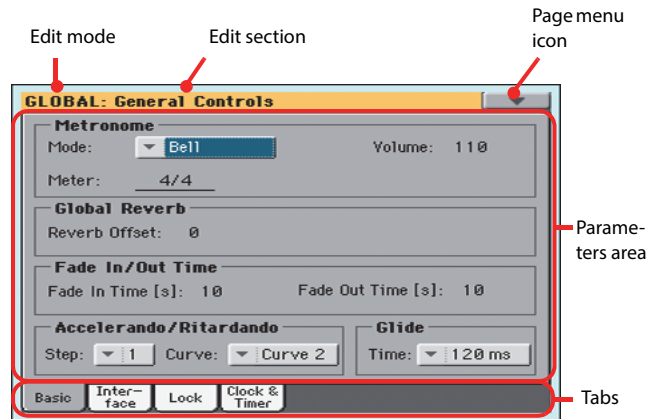 Page menu
icon
Edit mode
Edit section
GLOBAL: General Controls
Metronome
Mode: Bell Volume: 110
Meter: 4/4
Global Reverb
Reverb Offset: 0
Parame-
ters area
Fade In/Out Time
Fade In Time [s]: 10 Fade Out Time [s]: 10
Accelerando/Ritardando Glide
Step: 1 Curve: Curve 2 Time: 120 ms
Basic Inter-
face Lock Clock &
Timer
Tabs